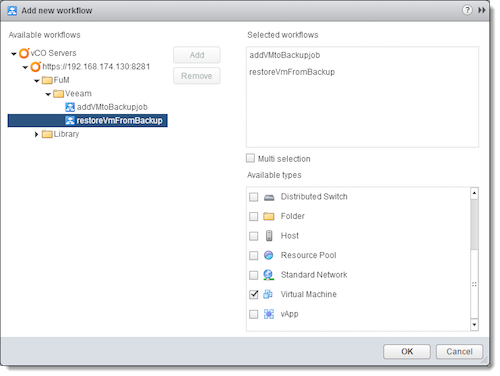 Add new workflow
Available workflows
vCO Servers
https://192.168.174.130:8281
FuM
Veeam
addVMtoBackupjob
restoreVmFromBackup
Library
Add
Remove
Selected workflows
addVMtoBackupjob
restoreVmFromBackup
Multi selection
Available types
Distributed Switch
Folder
Host
Resource Pool
Standard Network
Virtual Machine
vApp
OK
Cancel